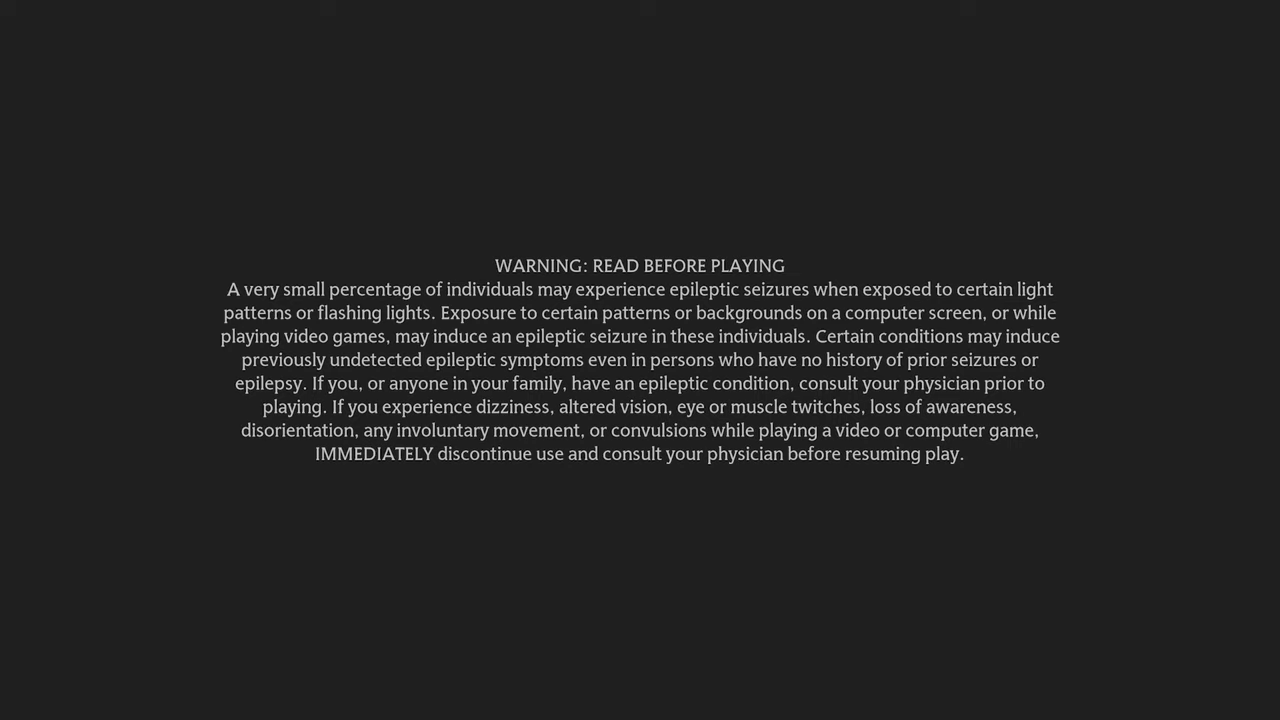 WARNING: READ BEFORE PLAYING
A very small percentage of individuals may experience epileptic seizures when exposed to certain light
patterns or flashing lights. Exposure to certain patterns or backgrounds on a computer screen, or while
playing video games, may induce an epileptic seizure in these individuals. Certain conditions may induce
previously undetected epileptic symptoms even in persons who have no history of prior seizures or
epilepsy. If you, or anyone in your family, have an epileptic condition, consult your physician prior to
playing. If you experience dizziness, altered vision, eye or muscle twitches, loss of awareness,
disorientation, any involuntary movement, or convulsions while playing a video or computer game,
IMMEDIATELY discontinue use and consult your physician before resuming play.